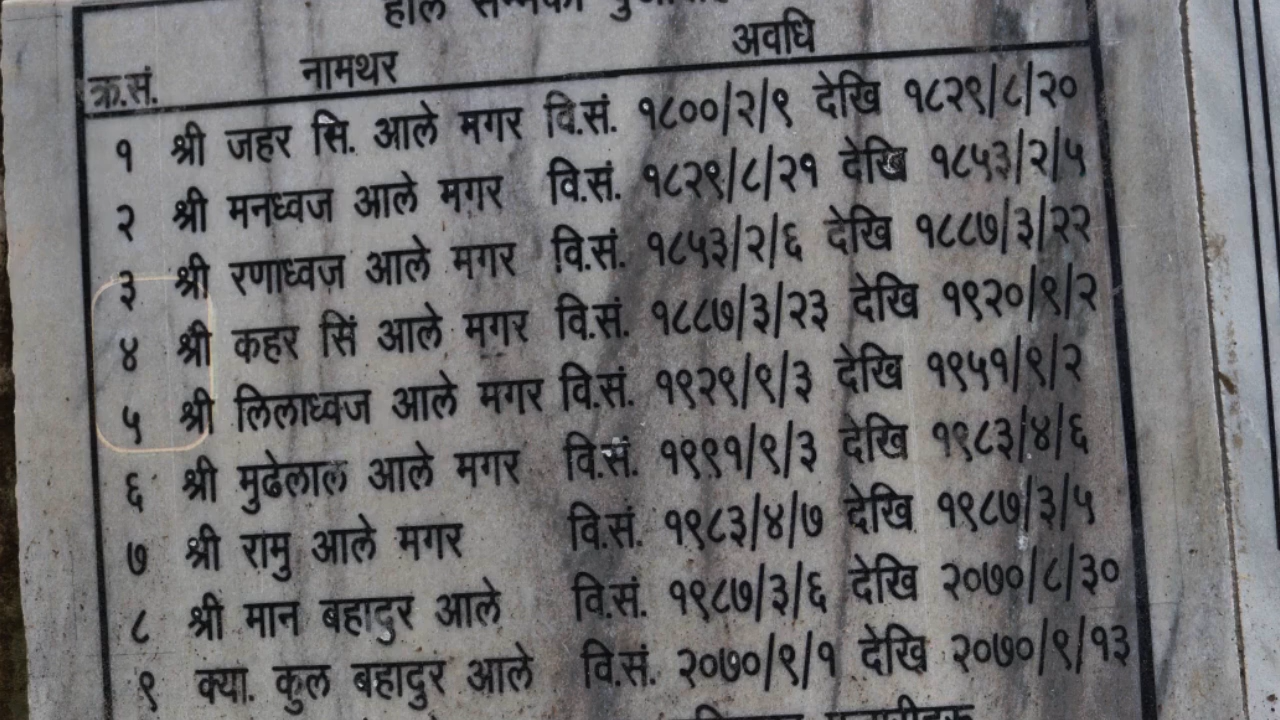 हाल सम्मका
अवधि
क्र.सं. नामथर
१ श्री जहर सि. आले मगर वि.सं. १८००/२/९ देखि १८२९/८/२०
२ श्री मनध्वज आले मगर वि.सं. १८२९/८/२१ देखि १८५३/२/५
३ श्री रणाध्वज आले मगर वि.सं. १८५३/२/६ देखि १८८७/३/२२
४ श्री कहर सिं आले मगर वि.सं. १८८७/३/२३ देखि १९२०/९/२
५ श्री लिलाध्वज आले मगर वि.सं. १९२९/९/३ देखि १९५१/९/२
६ श्री मुढेलाल आले मगर वि.सं. १९९१/९/३ देखि १९८३/४/६
७ श्री रामु आले मगर वि.सं. १९८३/४/७ देखि १९८७/३/५
८ श्री मान बहादुर आले वि.सं. १९८७/३/६ देखि २०७०/८/३०
९ क्या. कुल बहादुर आले वि.सं. २०७०/९/१ देखि २०७०/९/१३